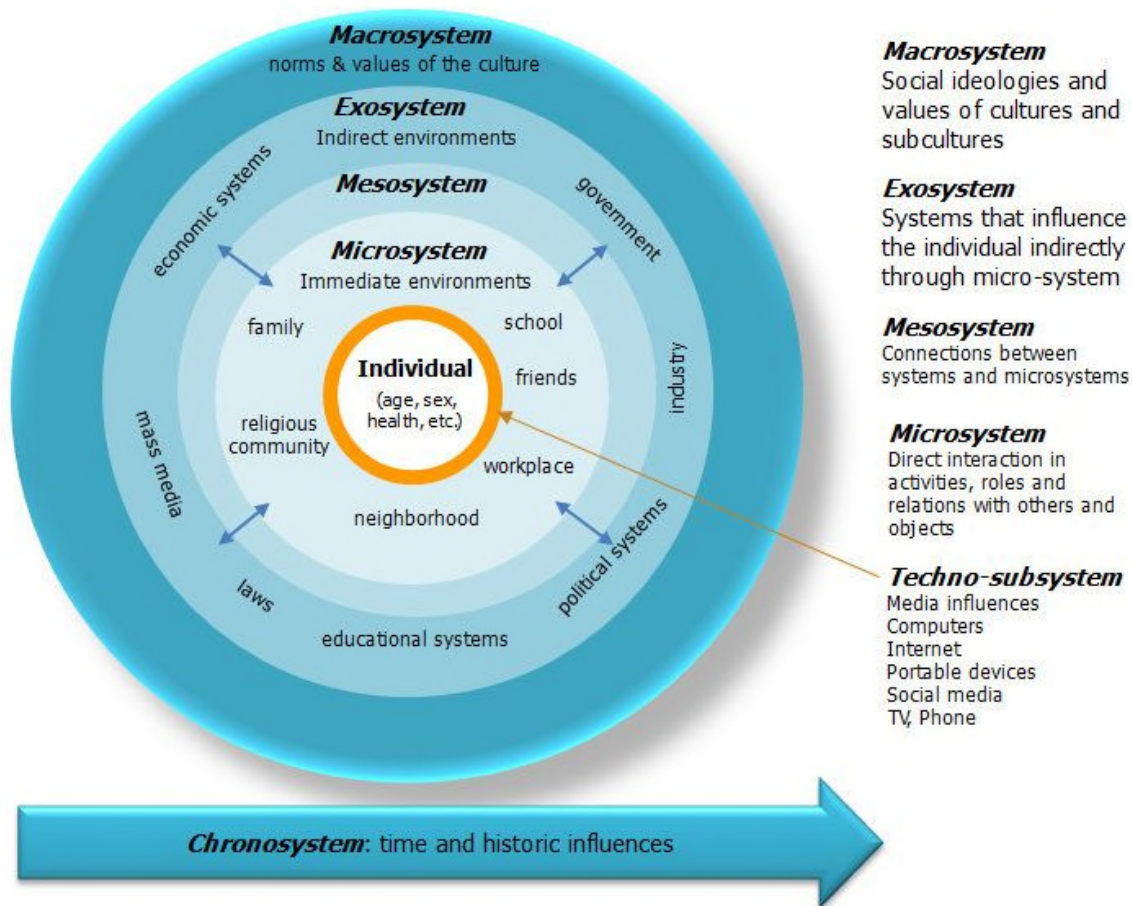 Macrosystem
norms & values of the culture
Exosystem
Indirect environments
Mesosystem
Microsystem
Immediate environments
economic systems
government
family
school
friends
industry
Individual
(age, sex,
health, etc.)
religious
community
workplace
mass media
neighborhood
laws
political systems
educational systems
Macrosystem
Social ideologies and
values of cultures and
subcultures
Exosystem
Systems that influence
the individual indirectly
through micro-system
Mesosystem
Connections between
systems and microsystems
Microsystem
Direct interaction in
activities, roles and
relations with others and
objects
Techno-subsystem
Media influences
Computers
Internet
Portable devices
Social media
TV, Phone
Chronosystem: time and historic influences